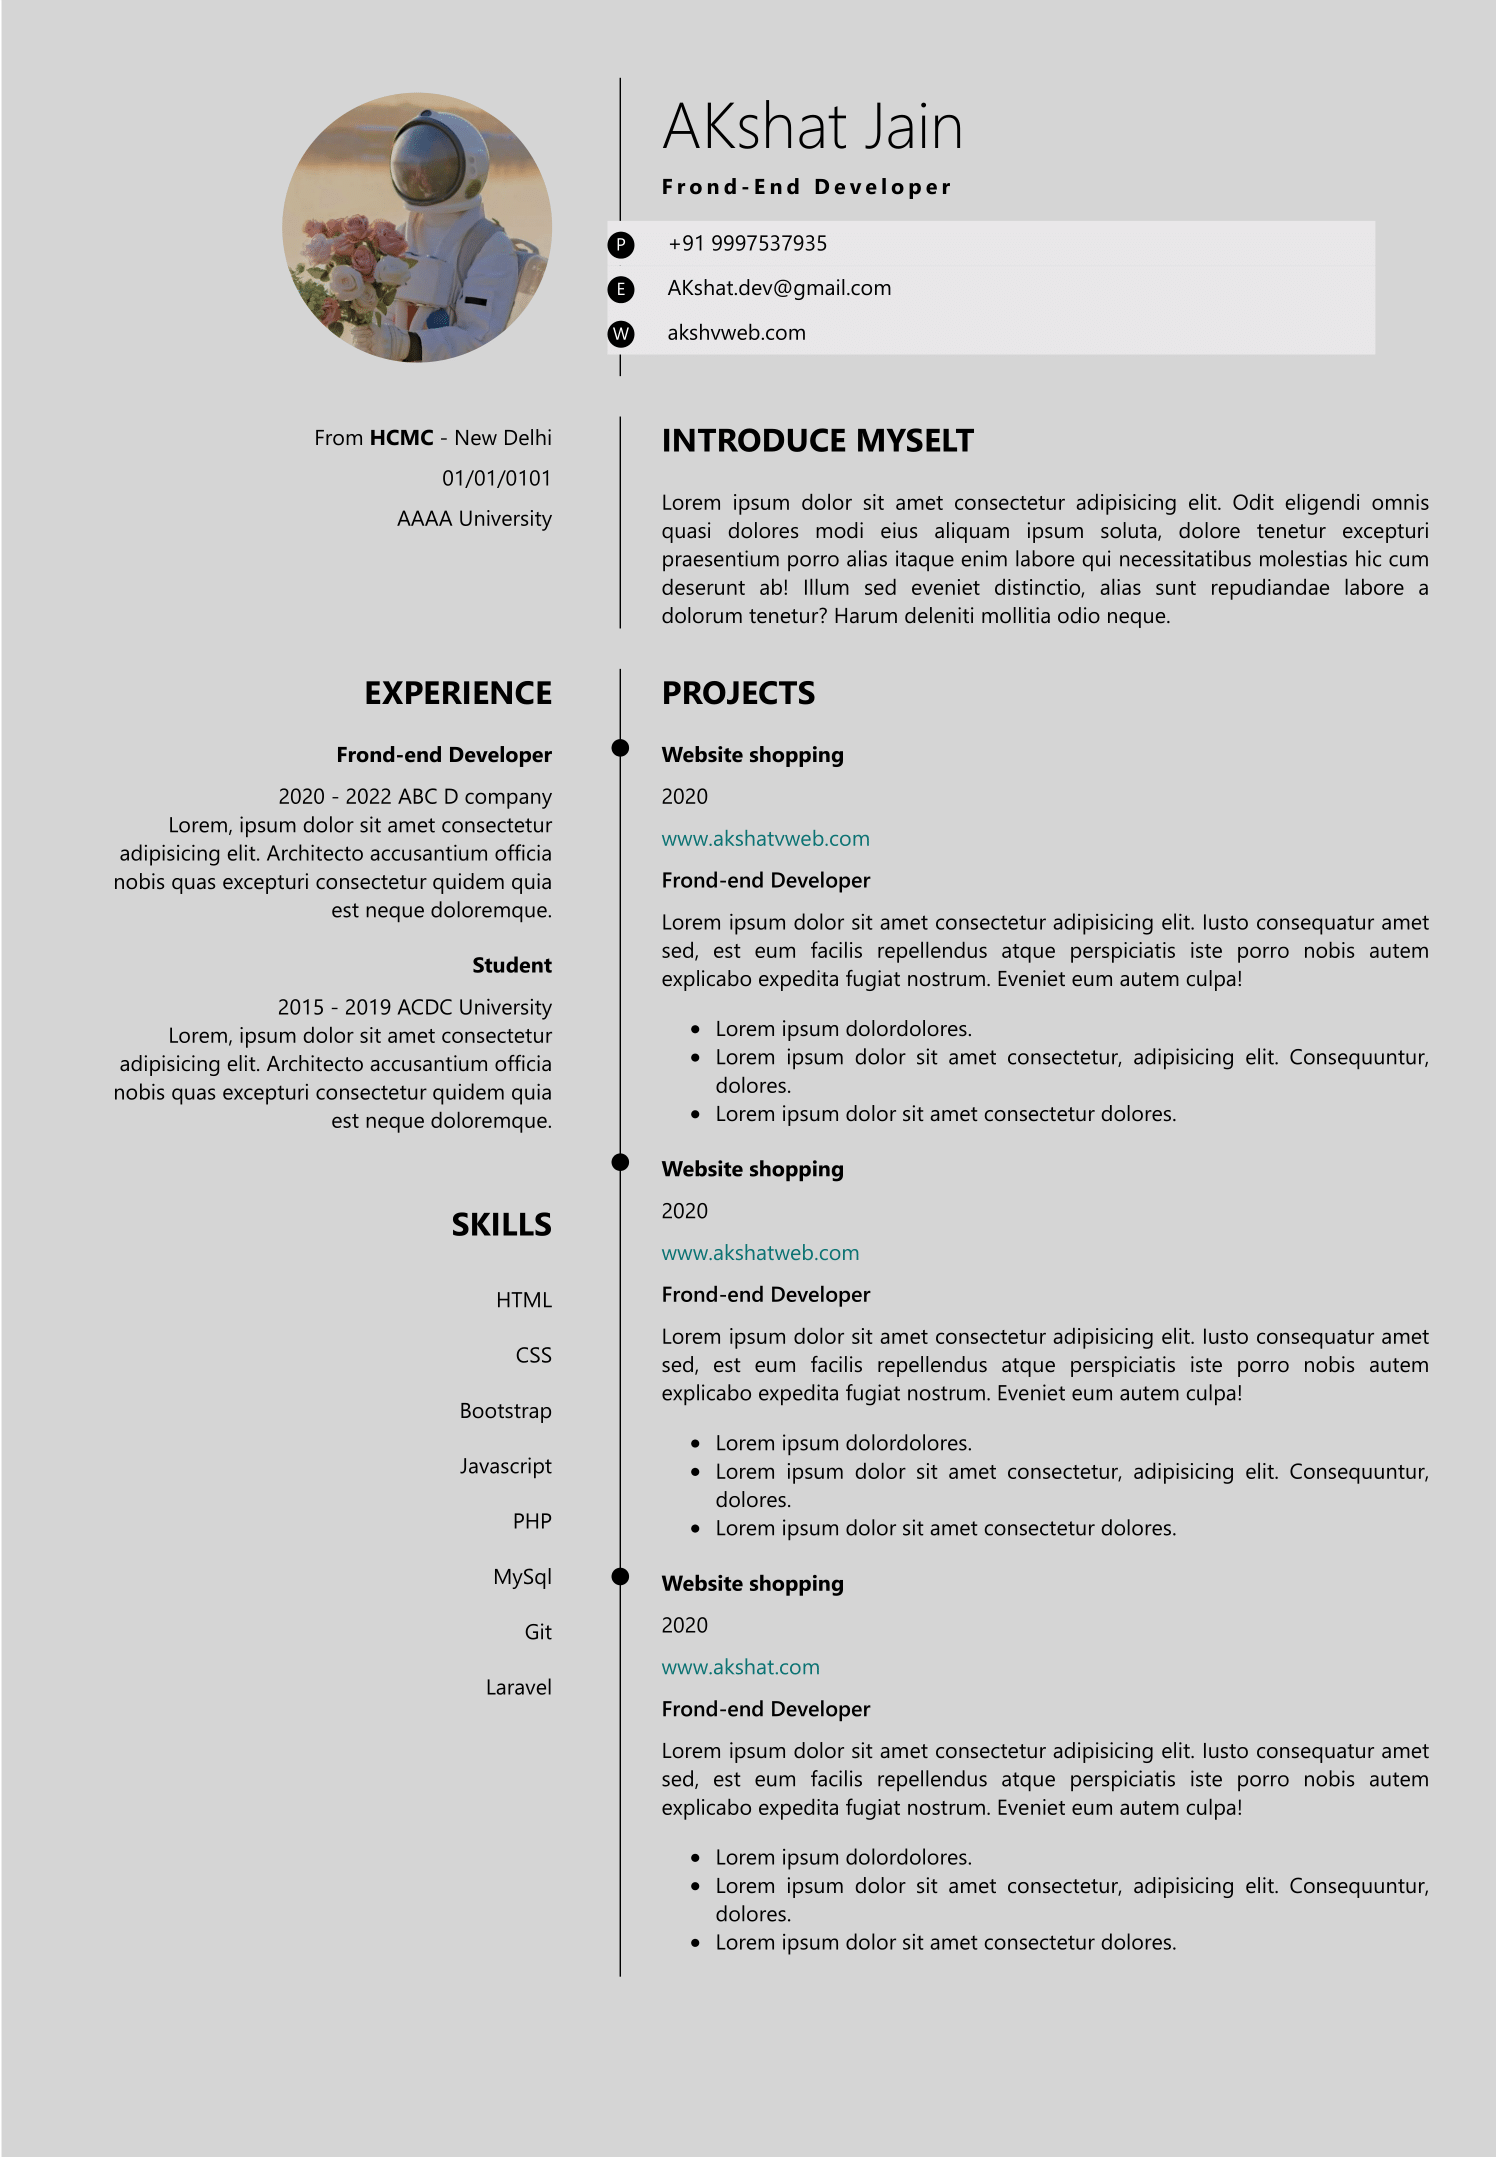 AKshat Jain
Frond-End Developer
P +91 9997537935
E AKshat.dev@gmail.com
W akshvweb.com
From HCMC - New Delhi
01/01/0101
AAAA University
INTRODUCE MYSELT
Lorem ipsum dolor sit amet consectetur adipisicing elit. Odit eligendi omnis
quasi dolores modi eius aliquam ipsum soluta, dolore tenetur excepturi
praesentium porro alias itaque enim labore qui necessitatibus molestias hic cum
deserunt ab! Illum sed eveniet distinctio, alias sunt repudiandae labore a
dolorum tenetur? Harum deleniti mollitia odio neque.
EXPERIENCE
Frond-end Developer
2020 - 2022 ABC D company
Lorem, ipsum dolor sit amet consectetur
adipisicing elit. Architecto accusantium officia
nobis quas excepturi consectetur quidem quia
est neque doloremque.
Student
2015 - 2019 ACDC University
Lorem, ipsum dolor sit amet consectetur
adipisicing elit. Architecto accusantium officia
nobis quas excepturi consectetur quidem quia
est neque doloremque.
SKILLS
HTML
CSS
Bootstrap
Javascript
PHP
MySql
Git
Laravel
PROJECTS
Website shopping
2020
www.akshatvweb.com
Frond-end Developer
Lorem ipsum dolor sit amet consectetur adipisicing elit. Iusto consequatur amet
sed, est eum facilis repellendus atque perspiciatis iste porro nobis autem
explicabo expedita fugiat nostrum. Eveniet eum autem culpa!
• Lorem ipsum dolordolores.
• Lorem ipsum dolor sit amet consectetur, adipisicing elit. Consequuntur,
dolores.
• Lorem ipsum dolor sit amet consectetur dolores.
Website shopping
2020
www.akshatweb.com
Frond-end Developer
Lorem ipsum dolor sit amet consectetur adipisicing elit. Iusto consequatur amet
sed, est eum facilis repellendus atque perspiciatis iste porro nobis autem
explicabo expedita fugiat nostrum. Eveniet eum autem culpa!
• Lorem ipsum dolordolores.
• Lorem ipsum dolor sit amet consectetur, adipisicing elit. Consequuntur,
dolores.
• Lorem ipsum dolor sit amet consectetur dolores.
Website shopping
2020
www.akshat.com
Frond-end Developer
Lorem ipsum dolor sit amet consectetur adipisicing elit. Iusto consequatur amet
sed, est eum facilis repellendus atque perspiciatis iste porro nobis autem
explicabo expedita fugiat nostrum. Eveniet eum autem culpa!
• Lorem ipsum dolordolores.
• Lorem ipsum dolor sit amet consectetur, adipisicing elit. Consequuntur,
dolores.
• Lorem ipsum dolor sit amet consectetur dolores.